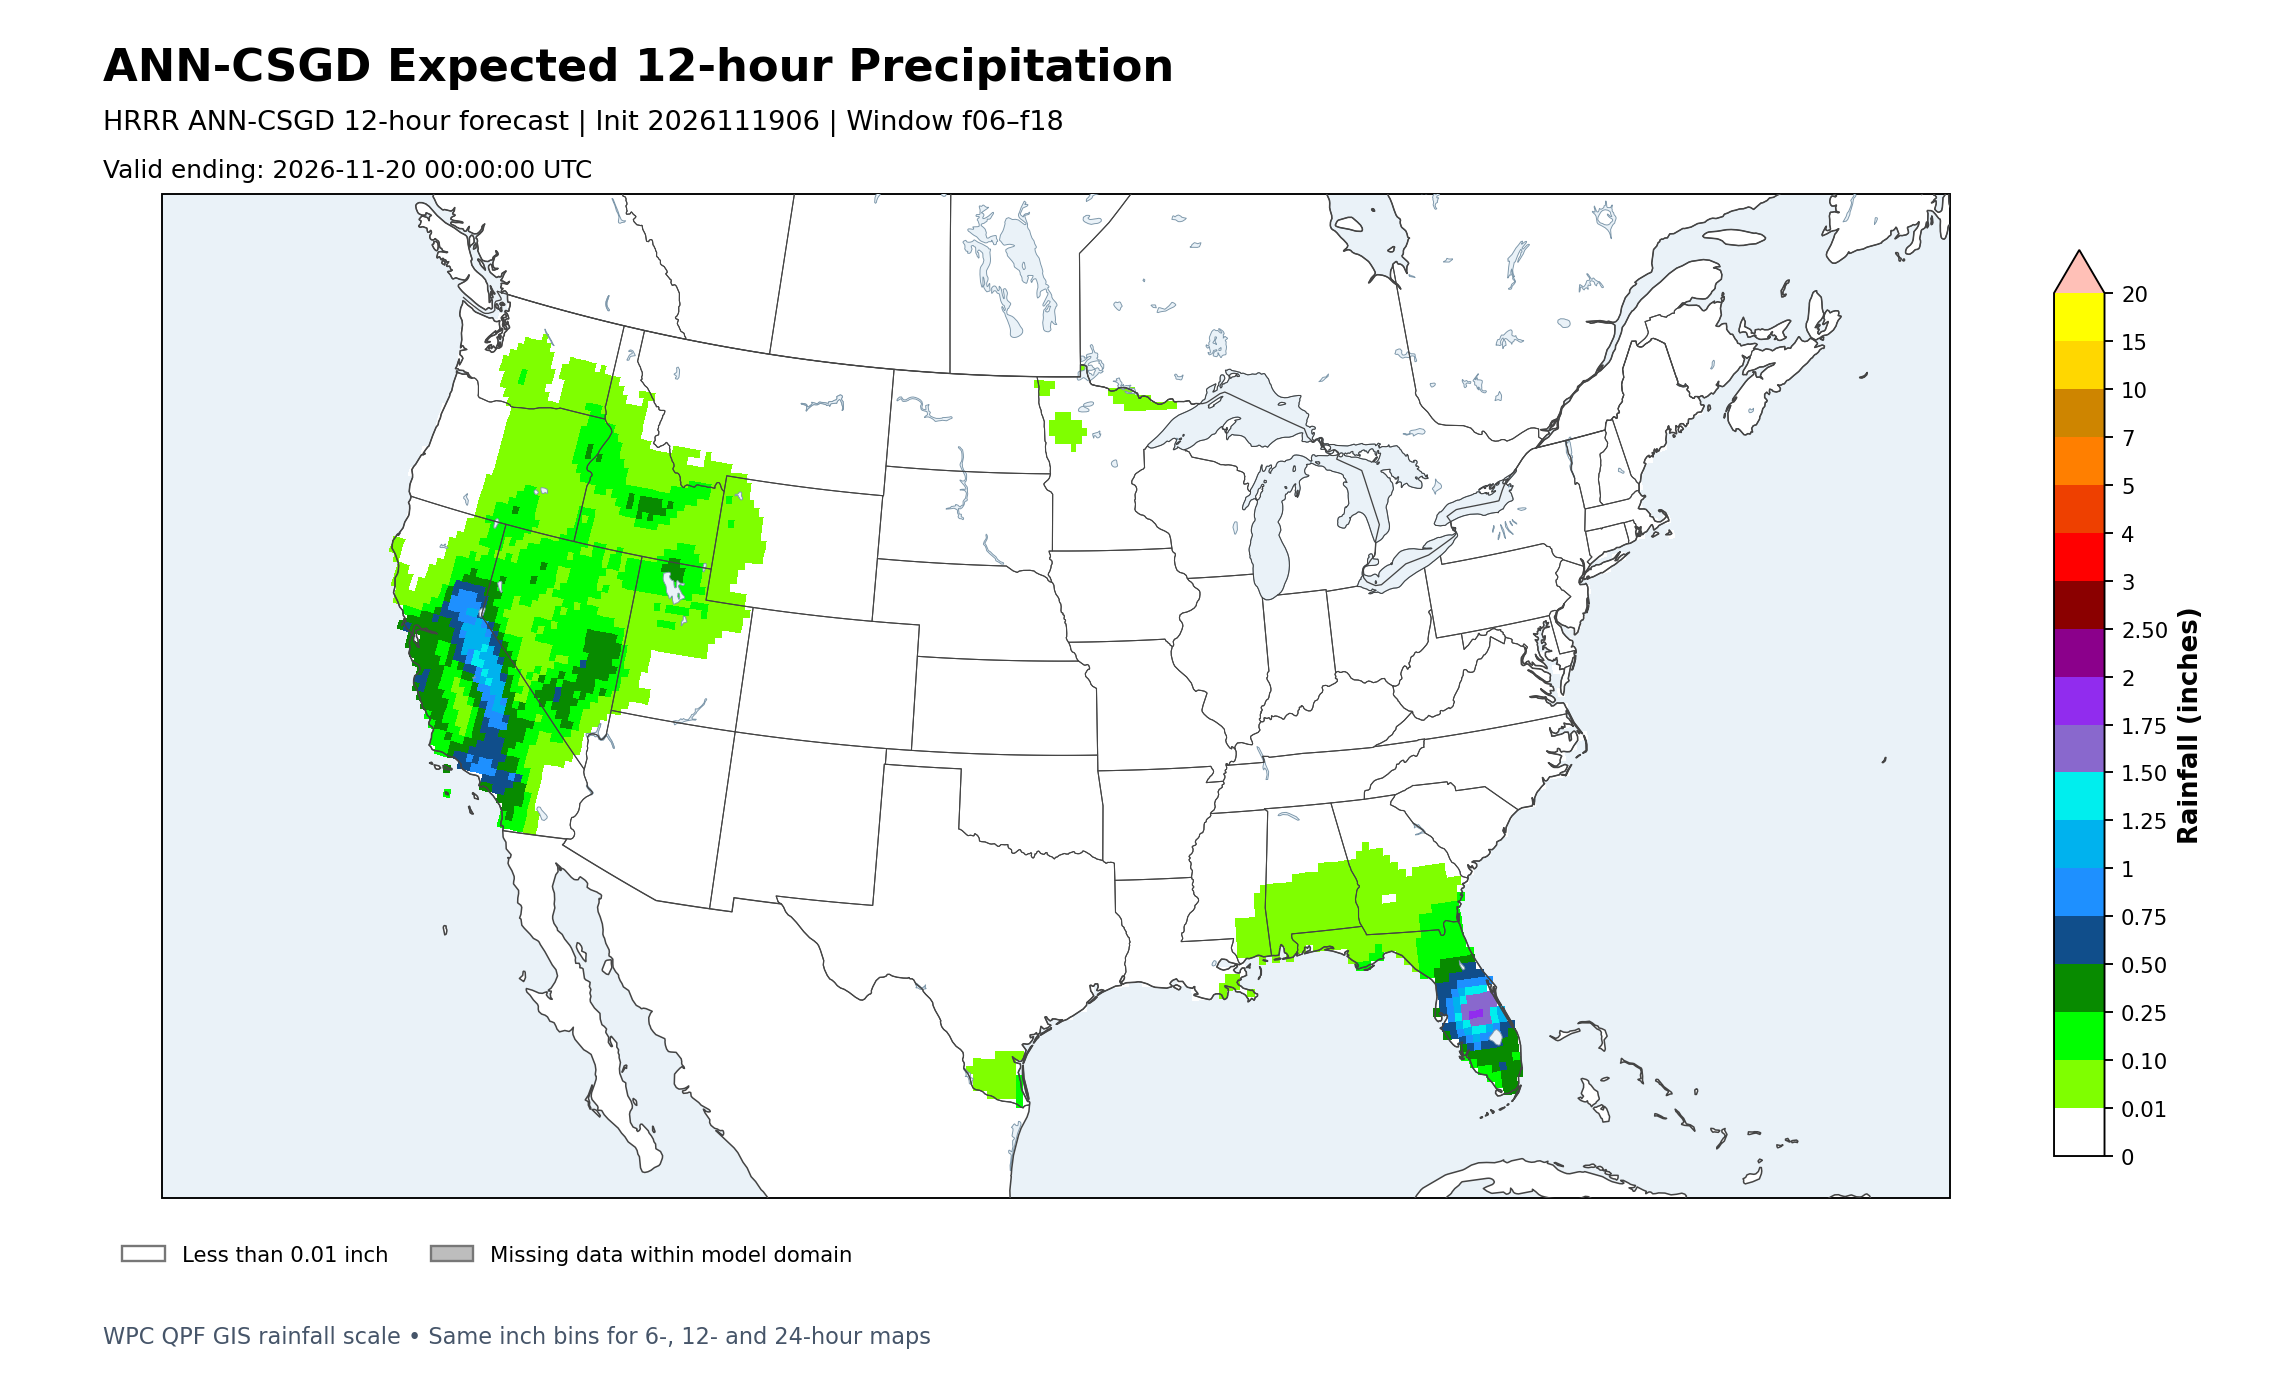 ANN-CSGD Expected 12-hour Precipitation
HRRR ANN-CSGD 12-hour forecast | Init 2026111906 | Window f06–f18
Valid ending: 2026-11-20 00:00:00 UTC
20
15
10
7
5
4
3
2.50
2
1.75
1.50
1.25
1
0.75
0.50
0.25
0.10
0.01
0
Rainfall (inches)
Less than 0.01 inch
Missing data within model domain
WPC QPF GIS rainfall scale • Same inch bins for 6-, 12- and 24-hour maps